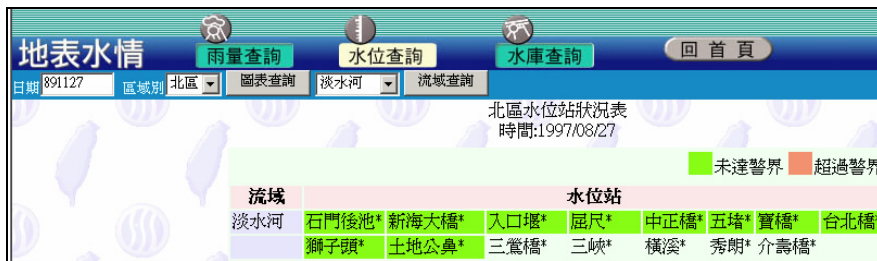 地表水情 雨量查詢 水位查詢 水庫查詢 回首頁
日期 891127 區域別 北區 圖表查詢 淡水河 流域查詢
北區水位站狀況表
時間:1997/08/27
未達警界 超過警界
流域 水位站
淡水河 石門後池* 新海大橋* 入口堰* 屈尺* 中正橋* 五堵* 寶橋* 台北橋*
獅子頭* 土地公鼻* 三鶯橋* 三峽* 橫溪* 秀朗* 介壽橋*